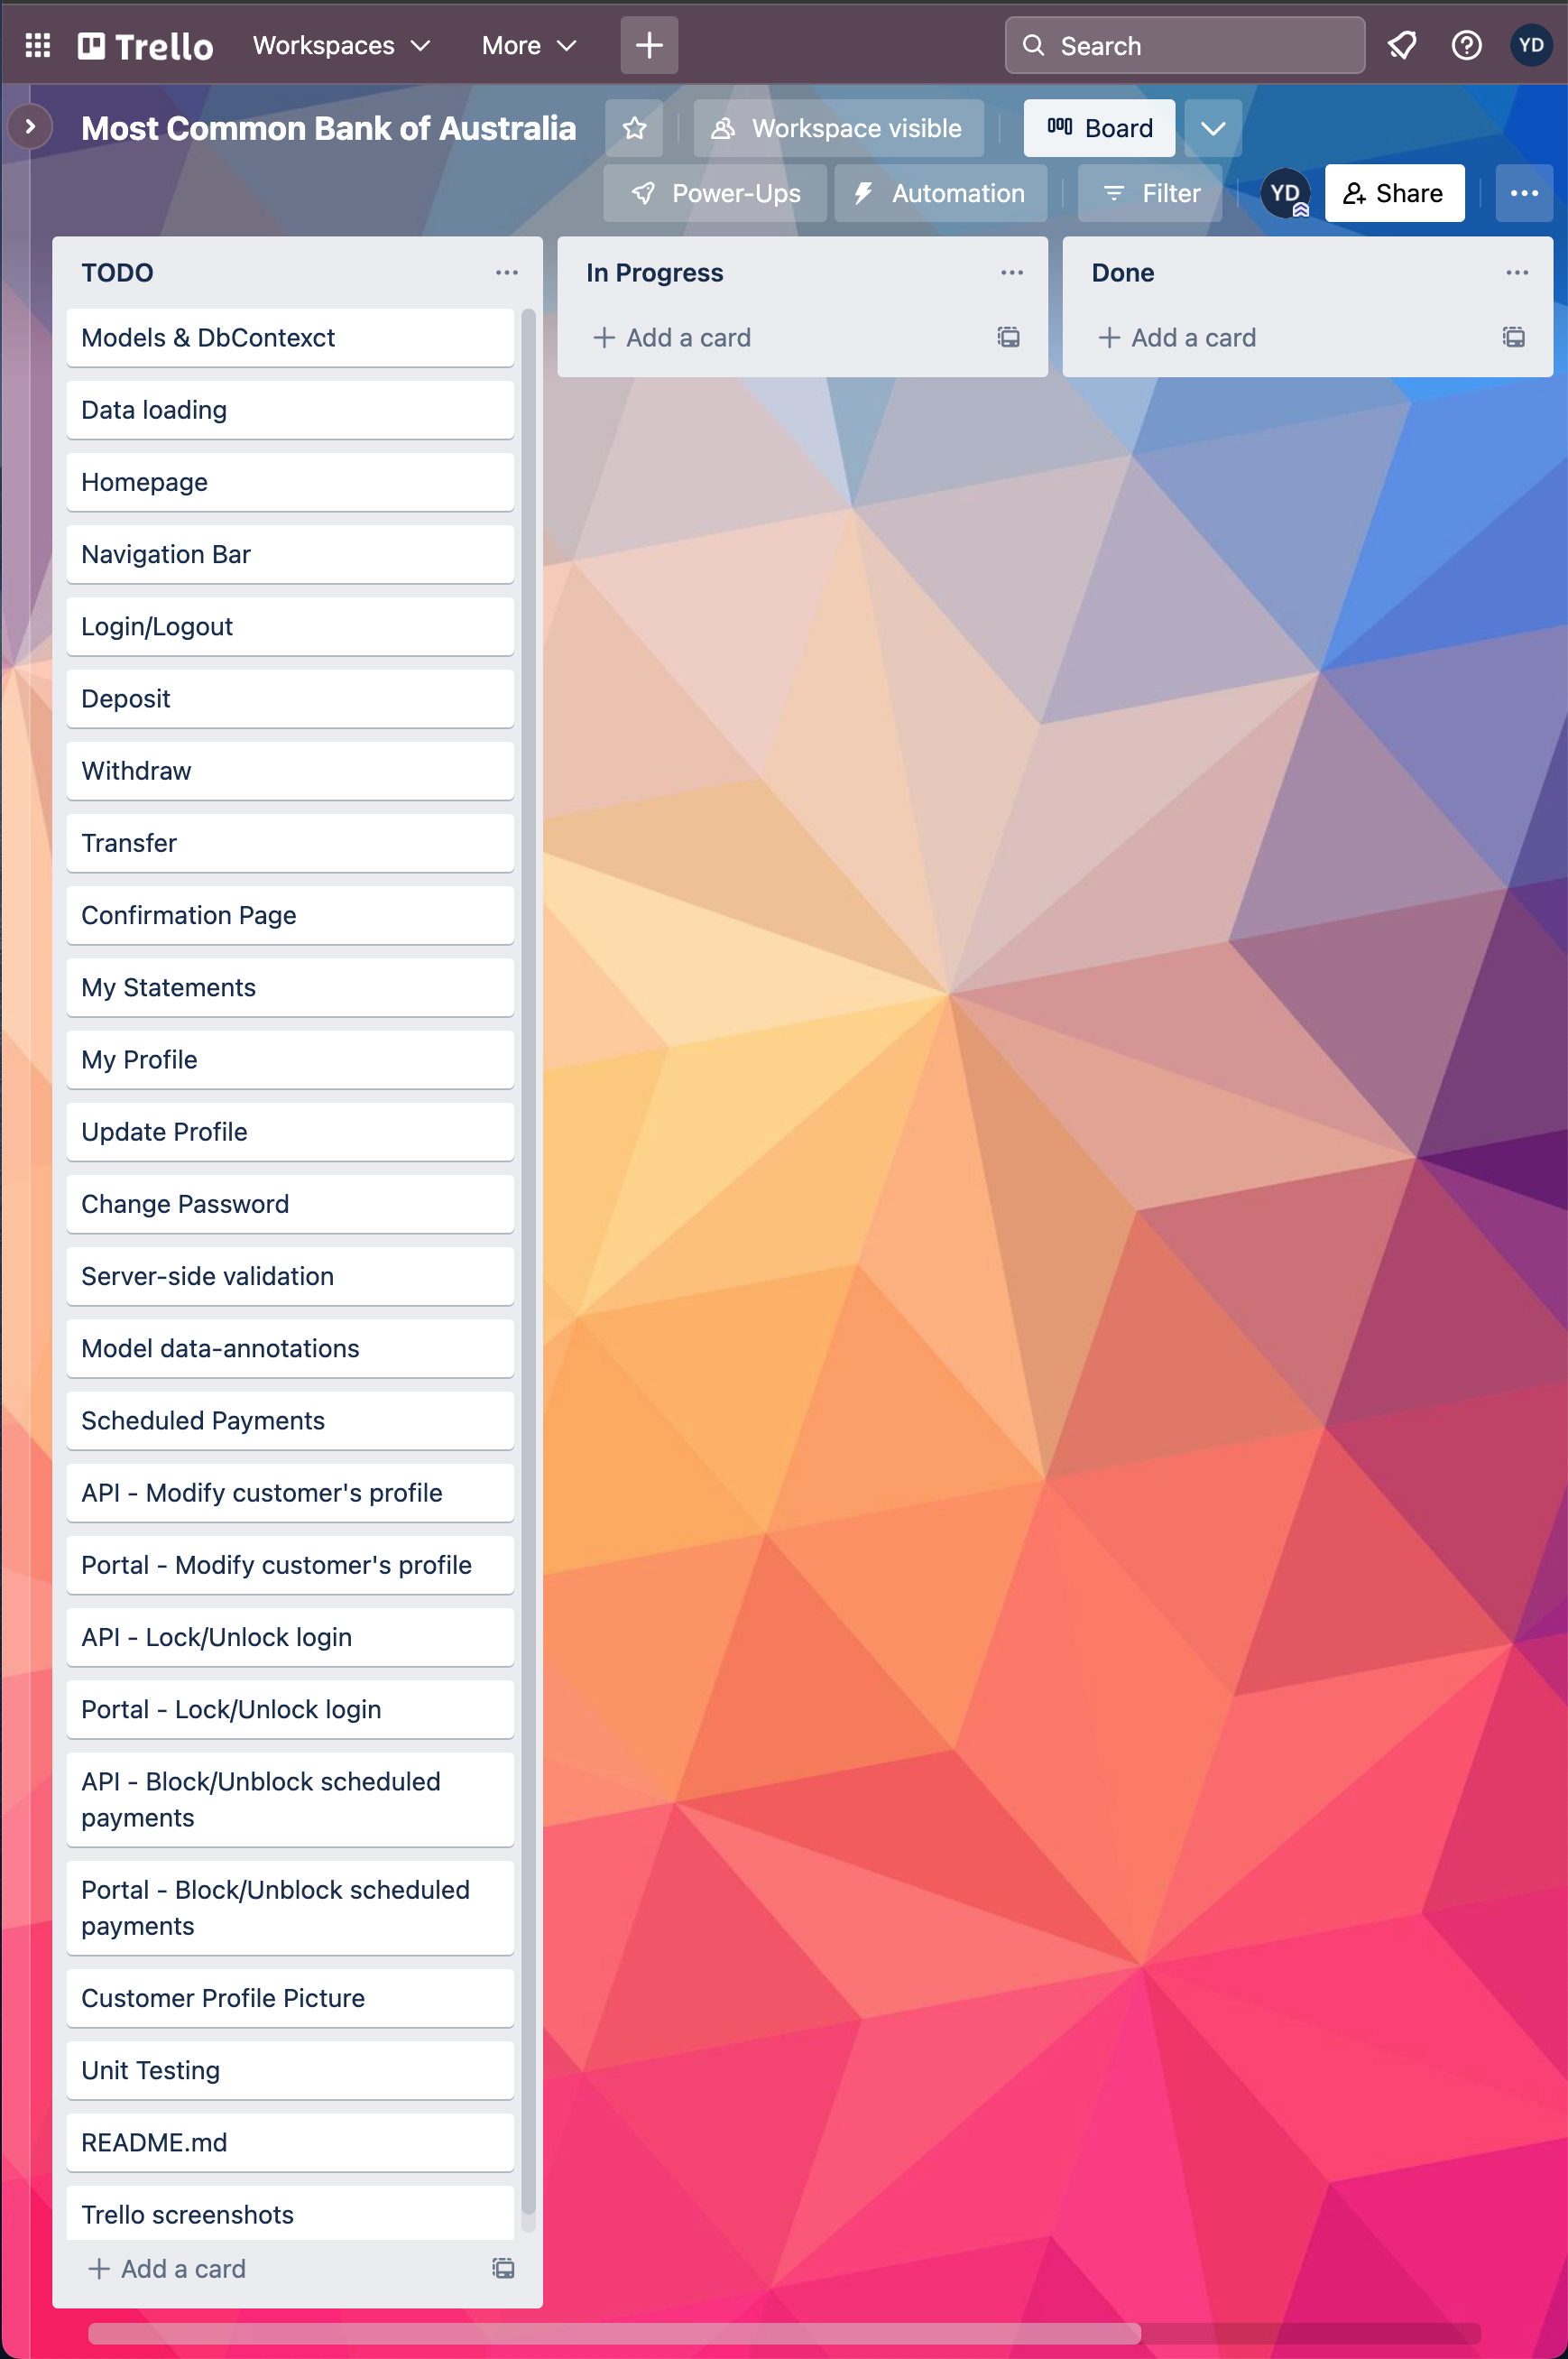 Trello Workspaces More Search YD
Most Common Bank of Australia Workspace visible Board
Power-Ups Automation Filter YD Share
TODO
Models & DbContexct
Data loading
Homepage
Navigation Bar
Login/Logout
Deposit
Withdraw
Transfer
Confirmation Page
My Statements
My Profile
Update Profile
Change Password
Server-side validation
Model data-annotations
Scheduled Payments
API - Modify customer's profile
Portal - Modify customer's profile
API - Lock/Unlock login
Portal - Lock/Unlock login
API - Block/Unblock scheduled
payments
Portal - Block/Unblock scheduled
payments
Customer Profile Picture
Unit Testing
README.md
Trello screenshots
+ Add a card
In Progress
+ Add a card
Done
+ Add a card